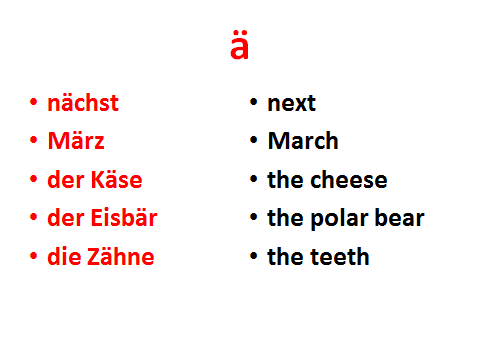 ä
• nächst
• März
• der Käse
• der Eisbär
• die Zähne
• next
• March
• the cheese
• the polar bear
• the teeth